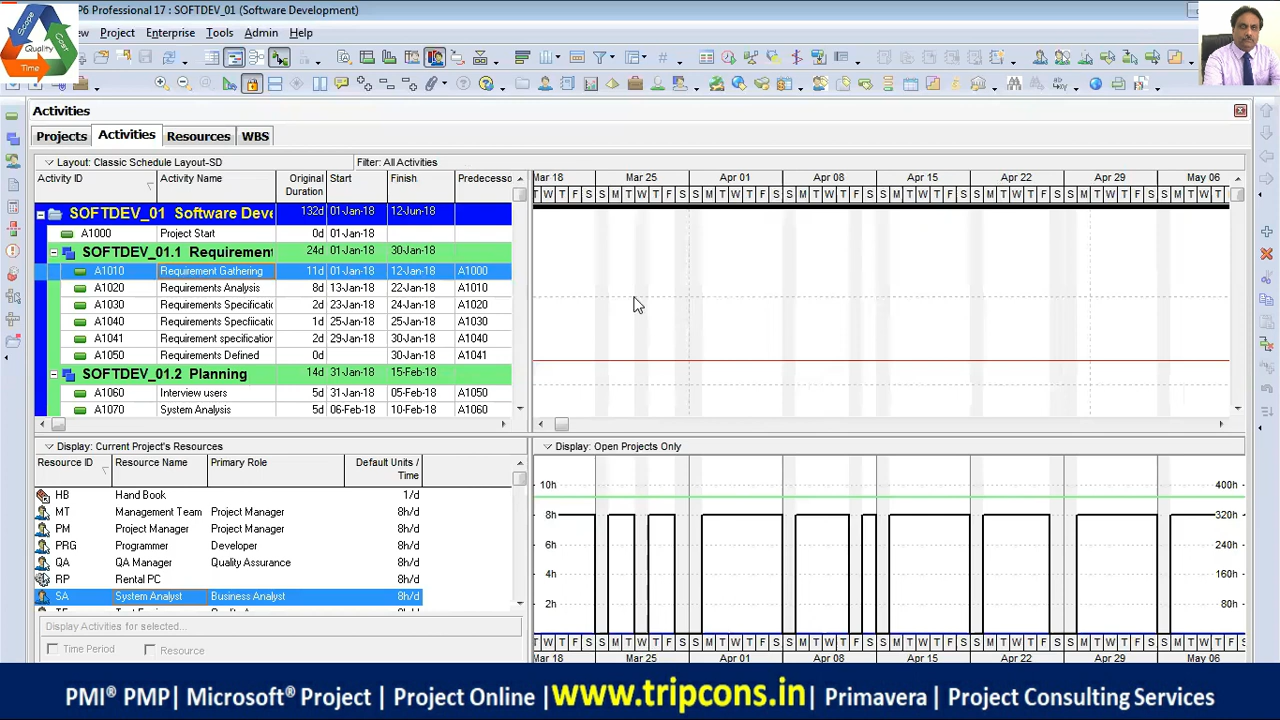 P6 Professional 17 : SOFTDEV_01 (Software Development)
Scope
Quality
Cost
Time
Project Enterprise Tools Admin Help
Activities
Projects Activities Resources WBS
Layout: Classic Schedule Layout-SD Filter: All Activities
Activity ID Activity Name Original Duration Start Finish Predecesso
Mar 18 Mar 25 Apr 01 Apr 08 Apr 15 Apr 22 Apr 29 May 06
T W T F S S M T W T F S S M T W T F S S M T W T F S S M T W T F S S M T W T F S S M T W T F S S M T W T
SOFTDEV_01 Software Deve 132d 01-Jan-18 12-Jun-18
A1000 Project Start 0d 01-Jan-18
SOFTDEV_01.1 Requirement 24d 01-Jan-18 30-Jan-18
A1010 Requirement Gathering 11d 01-Jan-18 12-Jan-18 A1000
A1020 Requirements Analysis 8d 13-Jan-18 22-Jan-18 A1010
A1030 Requirements Specificatio 2d 23-Jan-18 24-Jan-18 A1020
A1040 Requirements Specfiicatio 1d 25-Jan-18 25-Jan-18 A1030
A1041 Requirement specification 2d 29-Jan-18 30-Jan-18 A1040
A1050 Requirements Defined 0d 30-Jan-18 A1041
SOFTDEV_01.2 Planning 14d 31-Jan-18 15-Feb-18
A1060 Interview users 5d 31-Jan-18 05-Feb-18 A1050
A1070 System Analysis 5d 06-Feb-18 10-Feb-18 A1060
Display: Current Project's Resources
Resource ID Resource Name Primary Role Default Units / Time
HB Hand Book 1/d
MT Management Team Project Manager 8h/d
PM Project Manager Project Manager 8h/d
PRG Programmer Developer 8h/d
QA QA Manager Quality Assurance 8h/d
RP Rental PC 8h/d
SA System Analyst Business Analyst 8h/d
Display Activities for selected...
Time Period Resource
Display: Open Projects Only
10h 400h
8h 320h
6h 240h
4h 160h
2h 80h
T W T F S S M T W T F S S M T W T F S S M T W T F S S M T W T F S S M T W T F S S M T W T F S S M T W T
Mar 18 Mar 25 Apr 01 Apr 08 Apr 15 Apr 22 Apr 29 May 06
PMI® PMP| Microsoft® Project | Project Online |www.tripcons.in| Primavera | Project Consulting Services